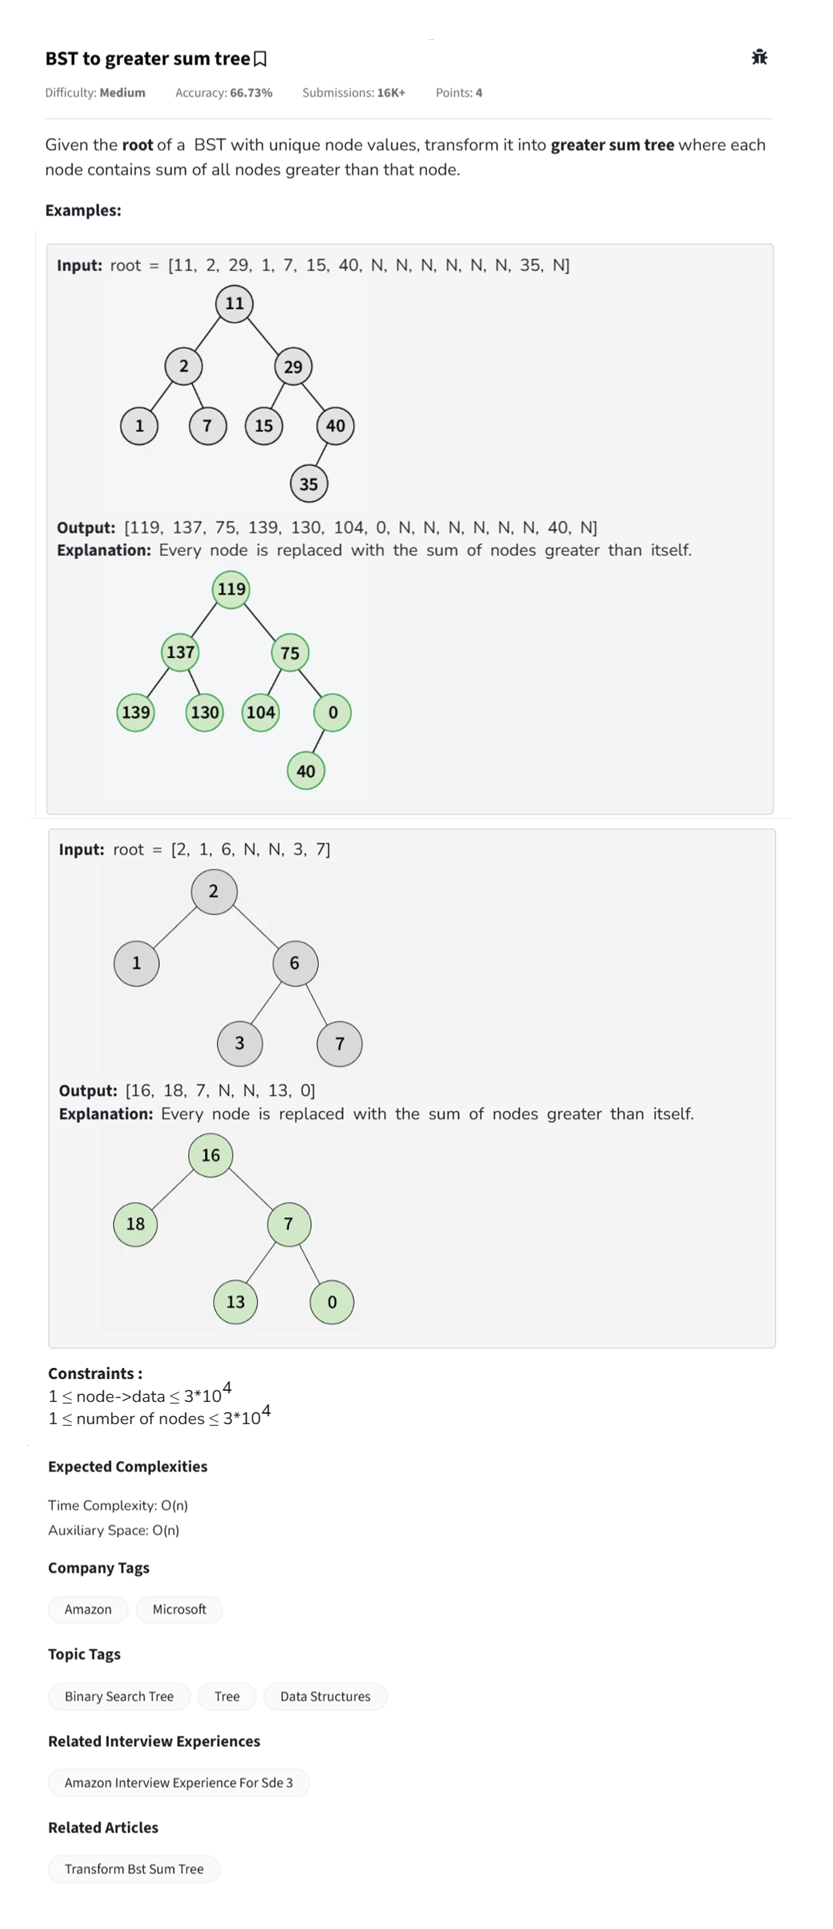 BST to greater sum tree
Difficulty: Medium Accuracy: 66.73% Submissions: 16K+ Points: 4
Given the root of a BST with unique node values, transform it into greater sum tree where each
node contains sum of all nodes greater than that node.
Examples:
Input: root = [11, 2, 29, 1, 7, 15, 40, N, N, N, N, N, N, 35, N]
11
2 29
1 7 15 40
35
Output: [119, 137, 75, 139, 130, 104, 0, N, N, N, N, N, N, 40, N]
Explanation: Every node is replaced with the sum of nodes greater than itself.
119
137 75
139 130 104 0
40
Input: root = [2, 1, 6, N, N, 3, 7]
2
1 6
3 7
Output: [16, 18, 7, N, N, 13, 0]
Explanation: Every node is replaced with the sum of nodes greater than itself.
16
18 7
13 0
Constraints :
1 ≤ node->data ≤ 3*10^4
1 ≤ number of nodes ≤ 3*10^4
Expected Complexities
Time Complexity: O(n)
Auxiliary Space: O(n)
Company Tags
Amazon Microsoft
Topic Tags
Binary Search Tree Tree Data Structures
Related Interview Experiences
Amazon Interview Experience For Sde 3
Related Articles
Transform Bst Sum Tree